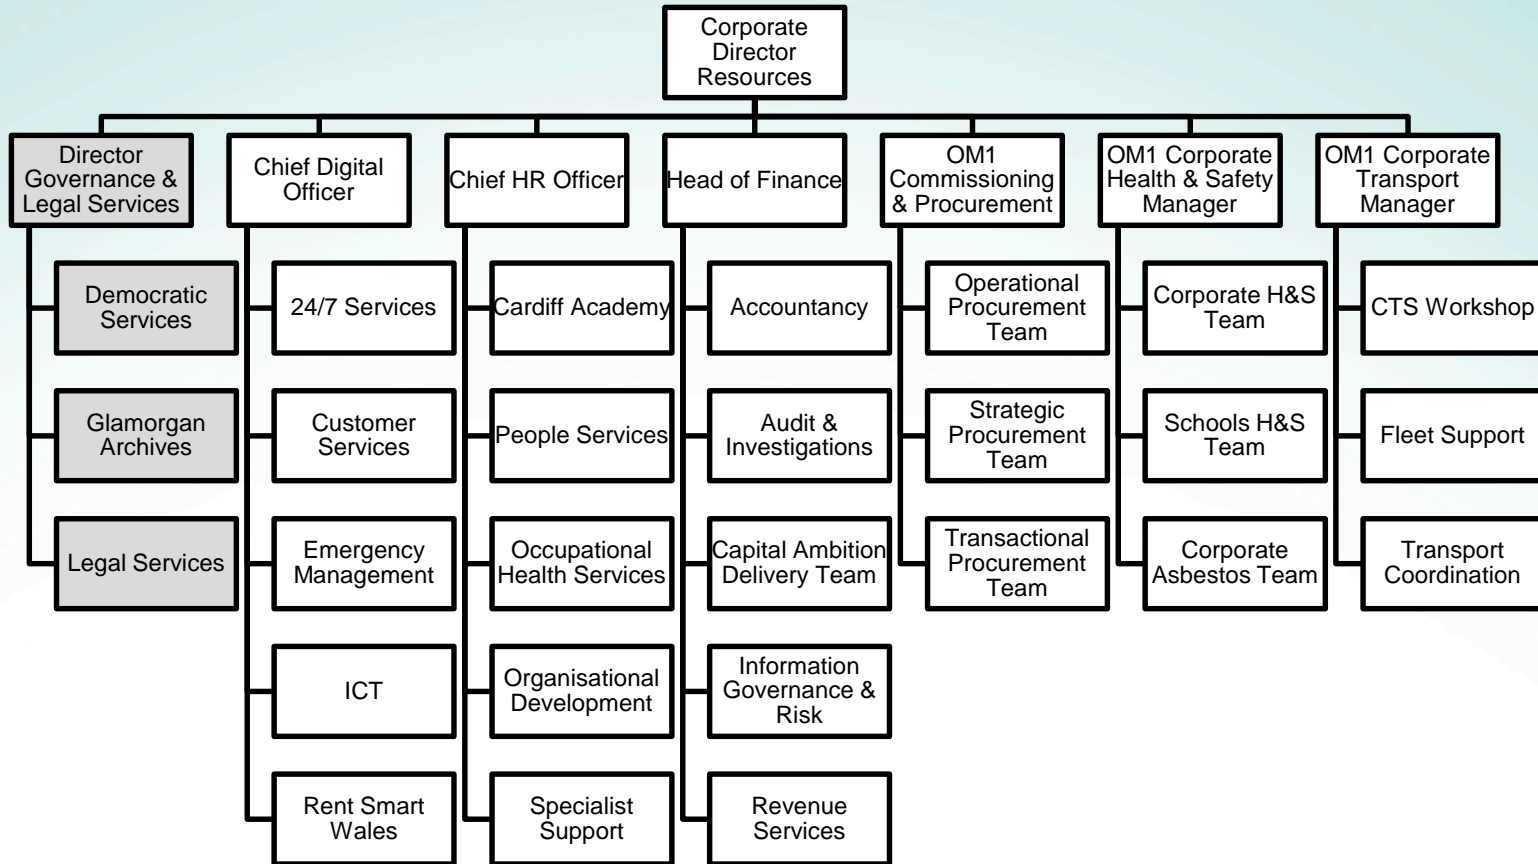 Corporate
Director
Resources
Director
Governance &
Legal Services
Chief Digital
Officer
Chief HR Officer
Head of Finance
OM1
Commissioning
& Procurement
OM1 Corporate
Health & Safety
Manager
OM1 Corporate
Transport
Manager
Democratic
Services
24/7 Services
Cardiff Academy
Accountancy
Operational
Procurement
Team
Corporate H&S
Team
CTS Workshop
Glamorgan
Archives
Customer
Services
People Services
Audit &
Investigations
Strategic
Procurement
Team
Schools H&S
Team
Fleet Support
Legal Services
Emergency
Management
Occupational
Health Services
Capital Ambition
Delivery Team
Transactional
Procurement
Team
Corporate
Asbestos Team
Transport
Coordination
ICT
Organisational
Development
Information
Governance &
Risk
Rent Smart
Wales
Specialist
Support
Revenue
Services